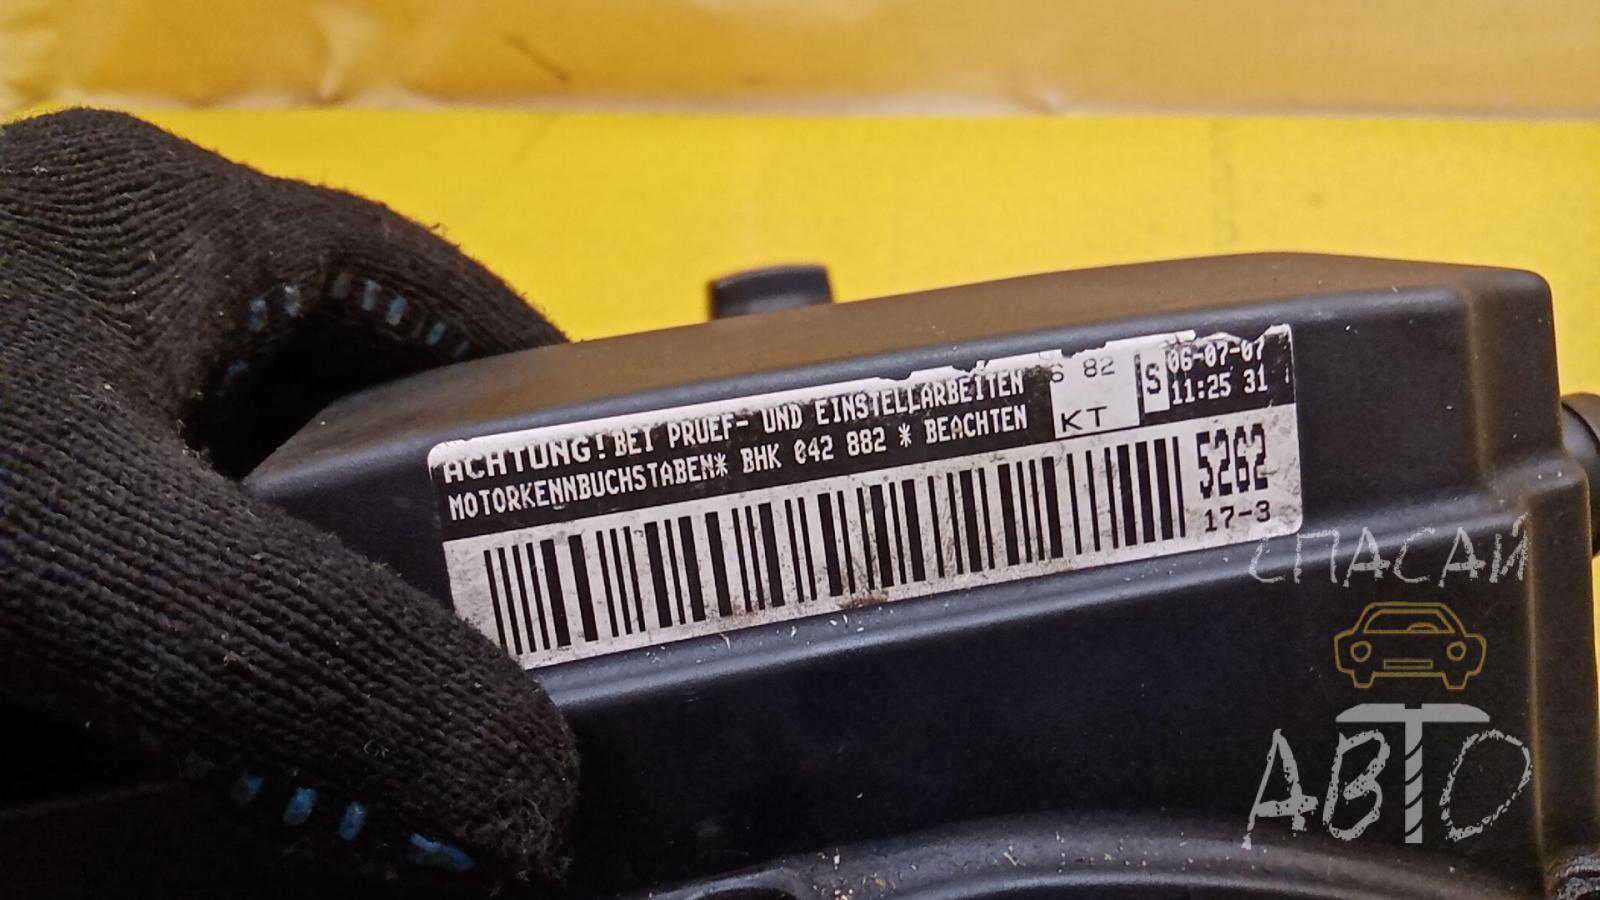 ACHTUNG! BEI PRUEF- UND EINSTELLARBEITEN
MOTORKENNBUCHSTABEN* BHK 042 882 * BEACHTEN
6 82
KT
S
06-07-07
11:25 31
5262
17-3
СПАСАЙ
АВТО